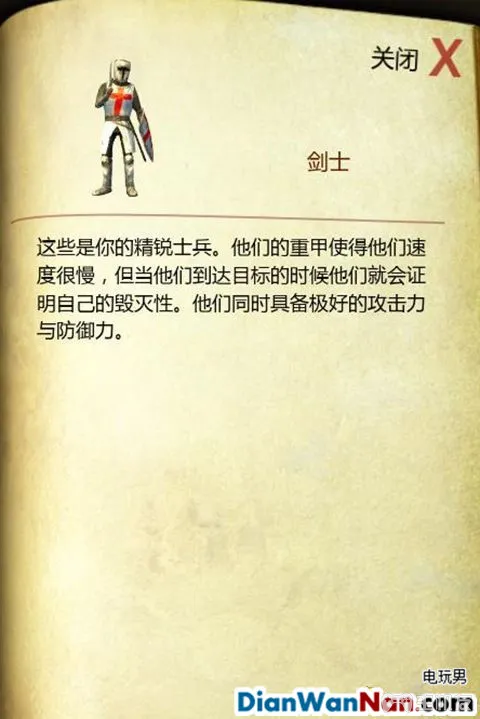 关闭 X
剑士
这些是你的精锐士兵。他们的重甲使得他们速
度很慢，但当他们到达目标的时候他们就会证
明自己的毁灭性。他们同时具备极好的攻击力
与防御力。
电玩男
DianWanNan.com